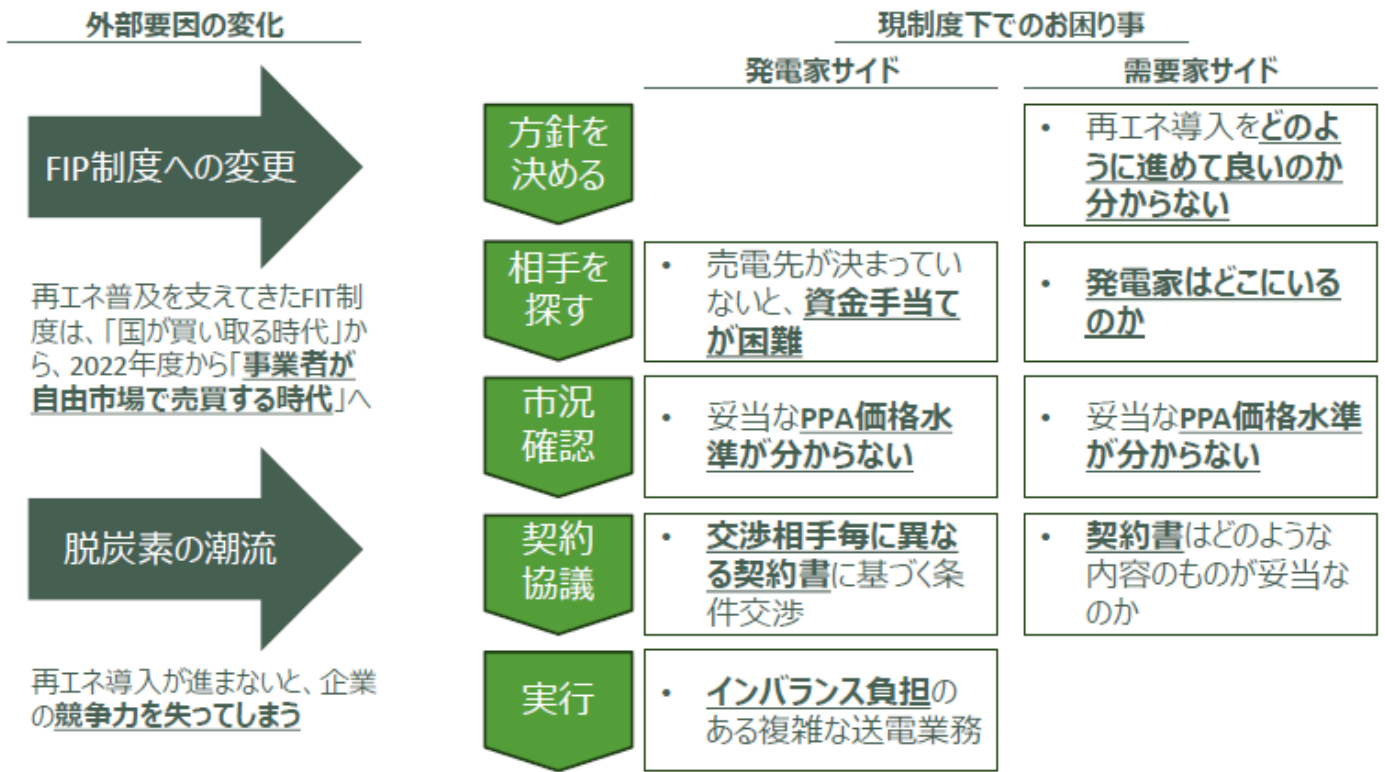 外部要因の変化
FIP制度への変更
再エネ普及を支えてきたFIT制
度は、「国が買い取る時代」か
ら、2022年度から「事業者が
自由市場で売買する時代」へ
脱炭素の潮流
再エネ導入が進まないと、企業
の競争力を失ってしまう
現制度下でのお困り事
発電家サイド
需要家サイド
方針を
決める
• 再エネ導入をどのよ
うに進めて良いのか
分からない
相手を
探す
• 売電先が決まってい
ないと、資金手当て
が困難
• 発電家はどこにいる
のか
市況
確認
• 妥当なPPA価格水
準が分からない
• 妥当なPPA価格水準
が分からない
契約
協議
• 交渉相手毎に異な
る契約書に基づく条
件交渉
• 契約書はどのような
内容のものが妥当な
のか
実行
• インバランス負担の
ある複雑な送電業務